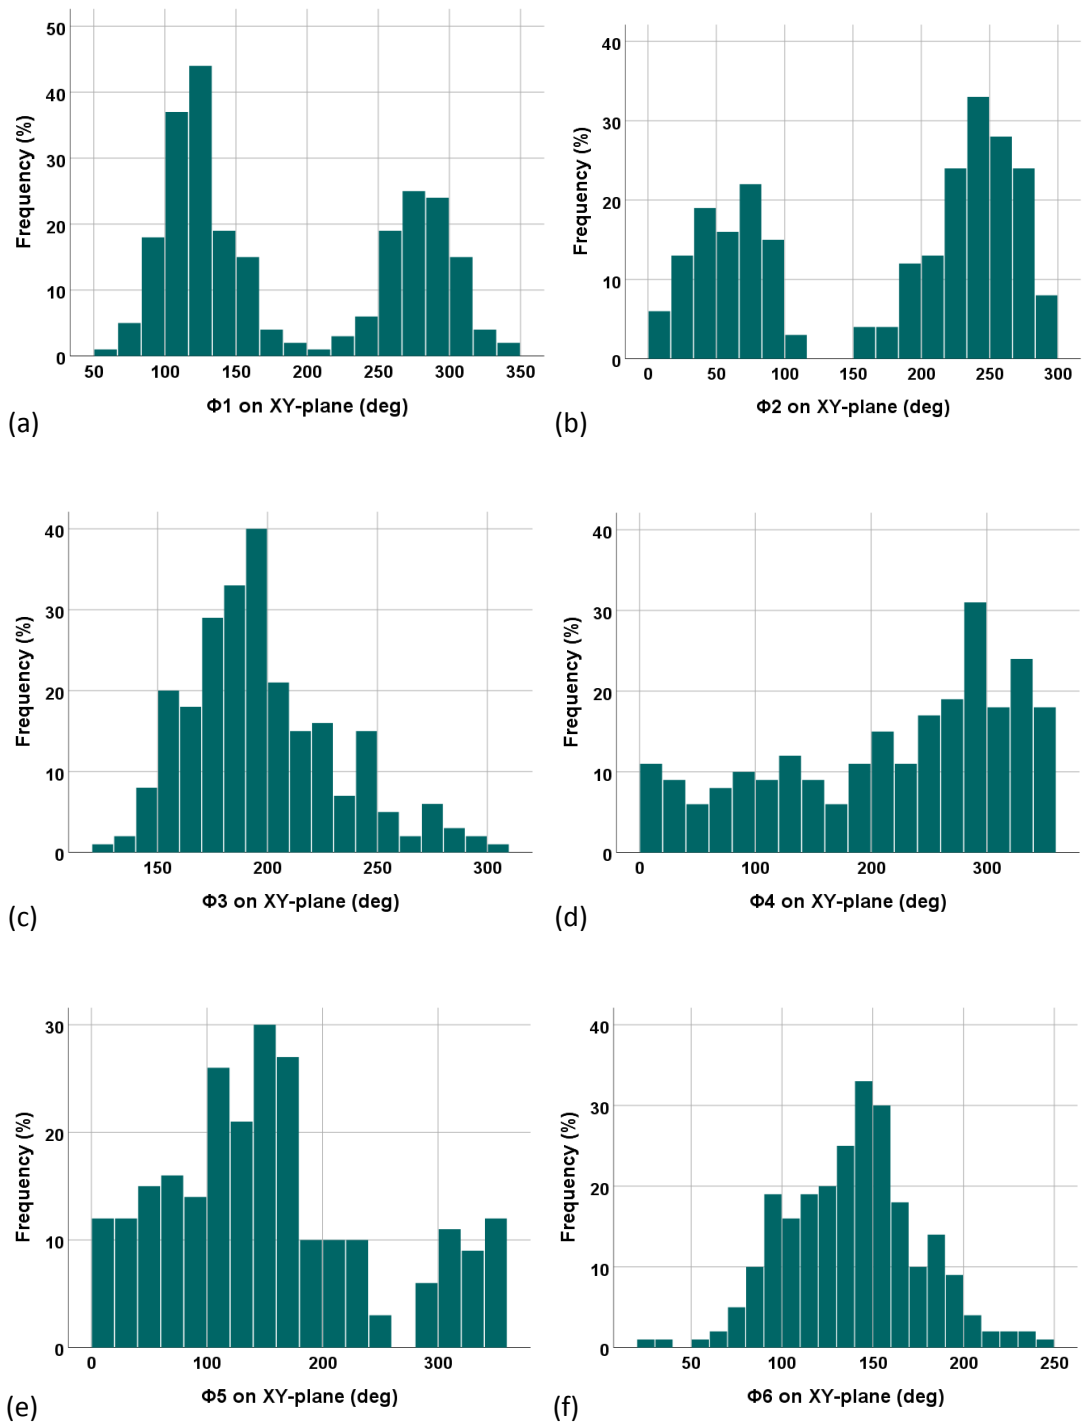 50
40
30
20
10
0
Frequency (%)
50 100 150 200 250 300 350
Φ1 on XY-plane (deg)
(a)
40
30
20
10
0
Frequency (%)
0 50 100 150 200 250 300
Φ2 on XY-plane (deg)
(b)
40
30
20
10
0
Frequency (%)
150 200 250 300
Φ3 on XY-plane (deg)
(c)
40
30
20
10
0
Frequency (%)
0 100 200 300
Φ4 on XY-plane (deg)
(d)
30
20
10
0
Frequency (%)
0 100 200 300
Φ5 on XY-plane (deg)
(e)
40
30
20
10
0
Frequency (%)
50 100 150 200 250
Φ6 on XY-plane (deg)
(f)